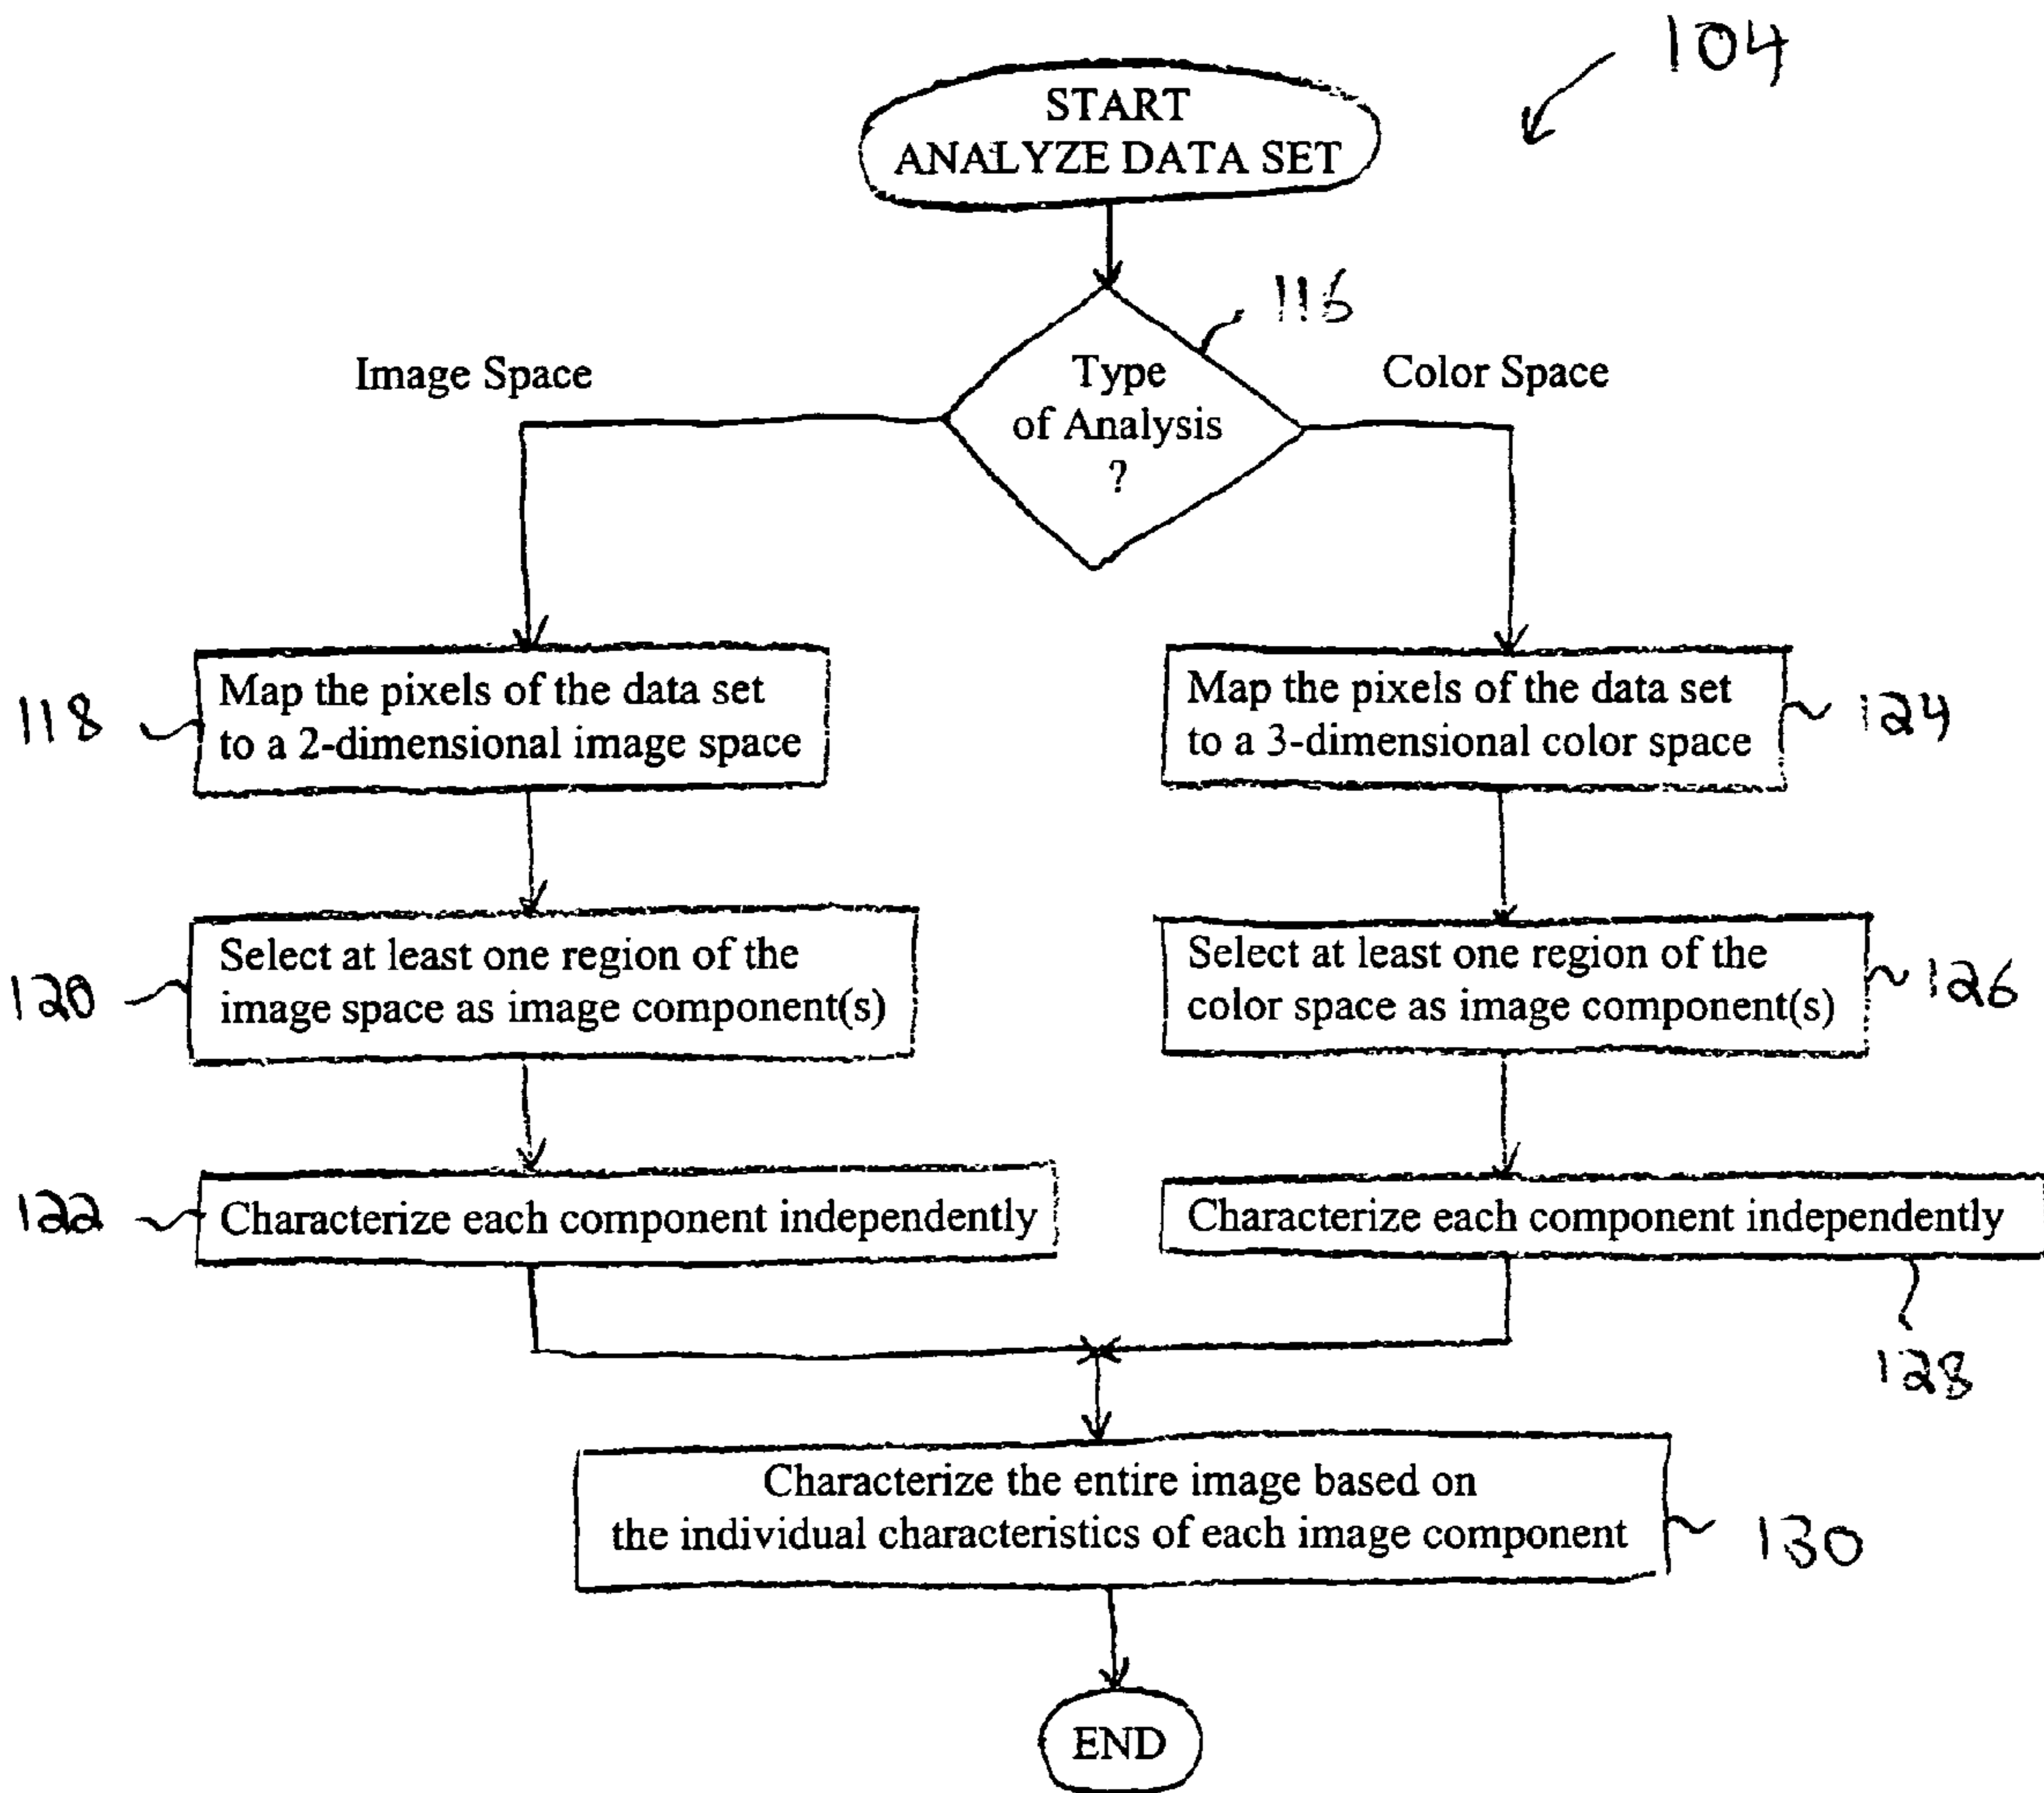 104
START
ANALYZE DATA SET
116
Image Space
Type
of Analysis
?
Color Space
118
Map the pixels of the data set
to a 2-dimensional image space
Map the pixels of the data set
to a 3-dimensional color space
124
120
Select at least one region of the
image space as image component(s)
Select at least one region of the
color space as image component(s)
126
122
Characterize each component independently
Characterize each component independently
128
Characterize the entire image based on
the individual characteristics of each image component
130
END